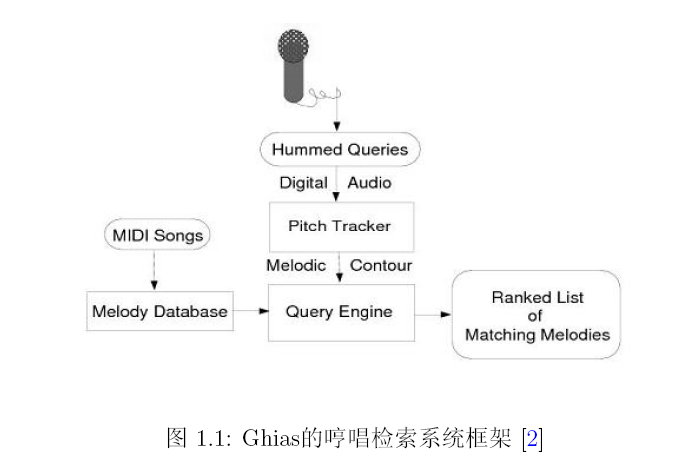 Hummed Queries
Digital Audio
Pitch Tracker
MIDI Songs
Melodic Contour
Melody Database
Query Engine
Ranked List
of
Matching Melodies
图 1.1: Ghias的哼唱检索系统框架 [2]